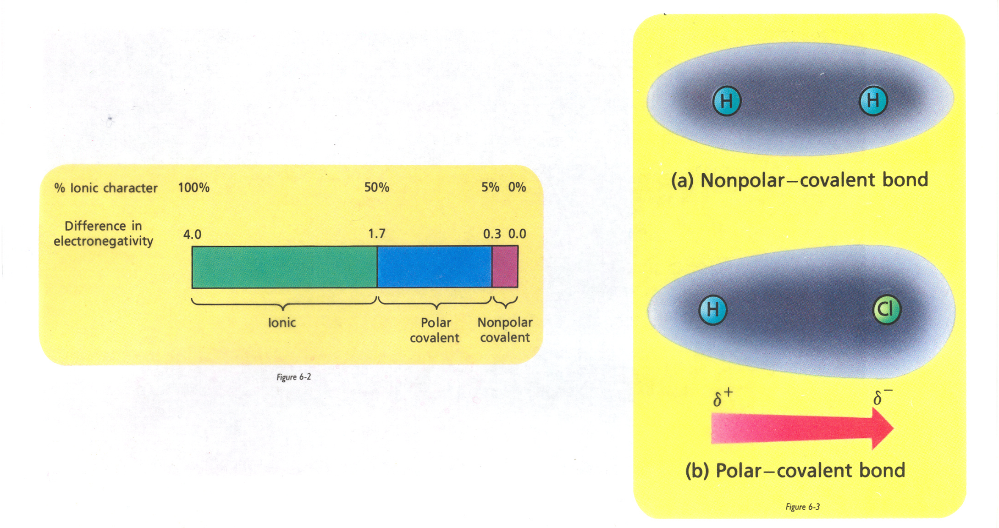 % Ionic character 100% 50% 5% 0%
Difference in
electronegativity
4.0 1.7 0.3 0.0
Ionic
Polar
covalent
Nonpolar
covalent
Figure 6-2
H H
(a) Nonpolar–covalent bond
H Cl
δ+ δ−
(b) Polar–covalent bond
Figure 6-3